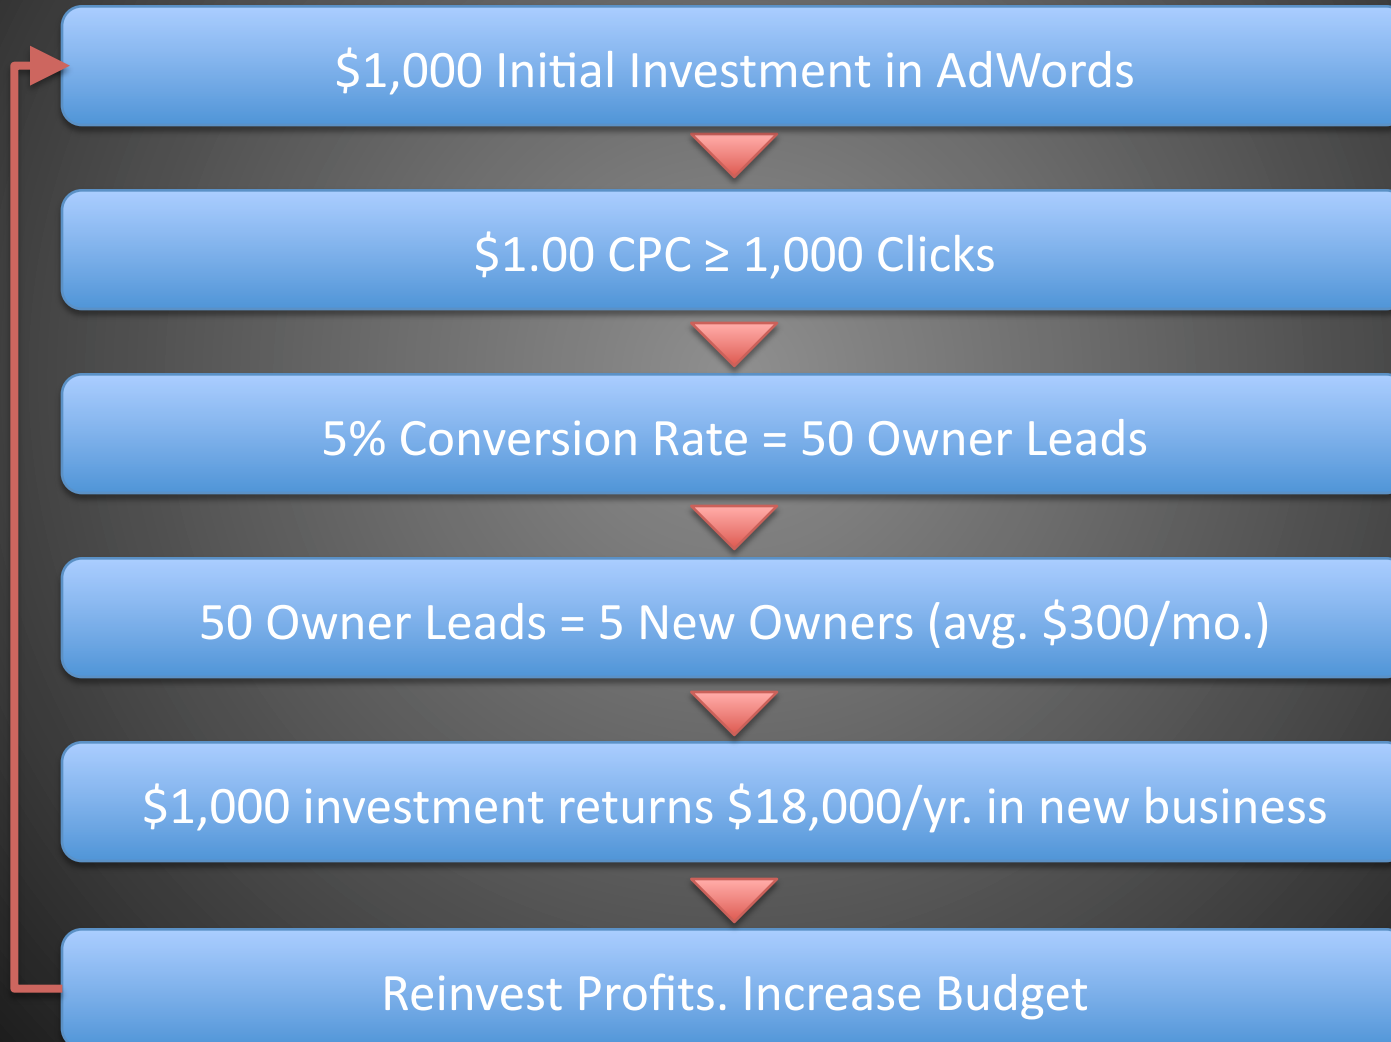 $1,000 Initial Investment in AdWords
$1.00 CPC ≥ 1,000 Clicks
5% Conversion Rate = 50 Owner Leads
50 Owner Leads = 5 New Owners (avg. $300/mo.)
$1,000 investment returns $18,000/yr. in new business
Reinvest Profits. Increase Budget